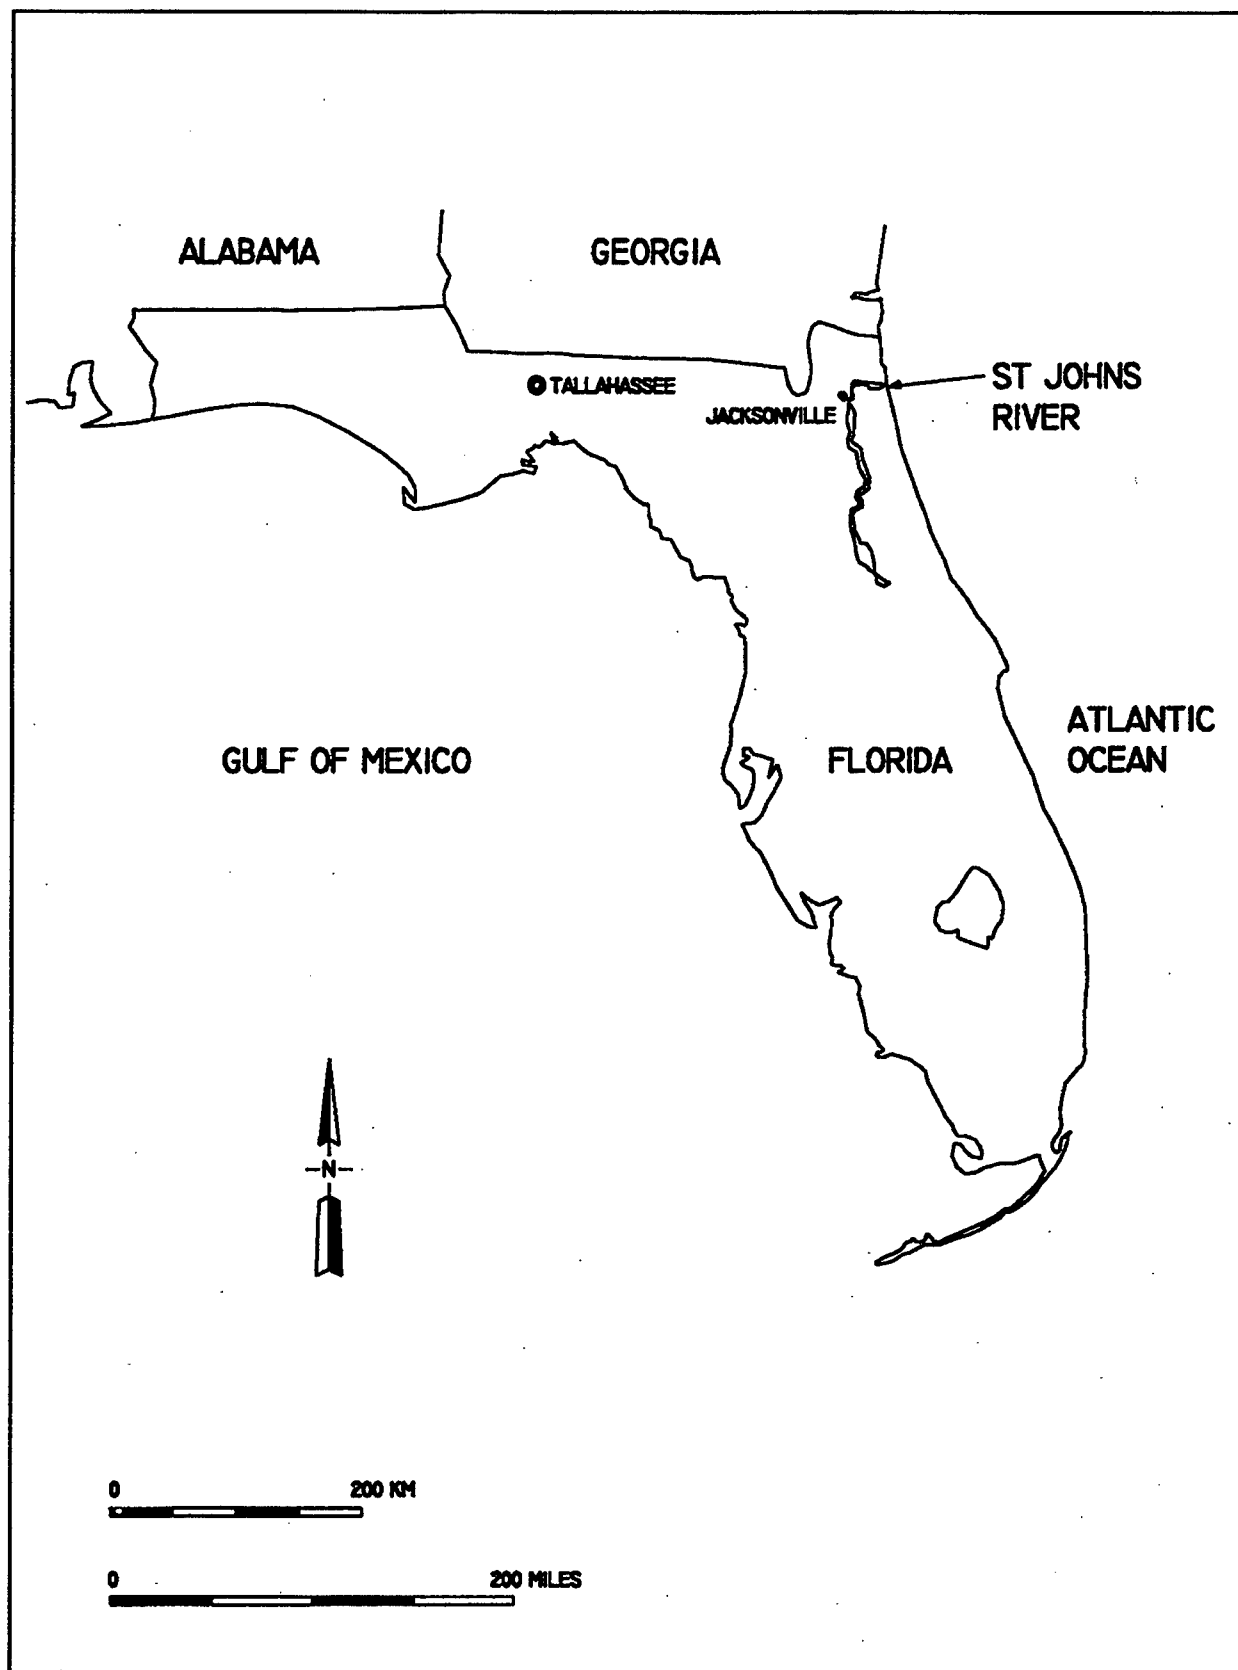 ALABAMA
GEORGIA
TALLAHASSEE
JACKSONVILLE
ST JOHNS
RIVER
GULF OF MEXICO
FLORIDA
ATLANTIC
OCEAN
N
0 200 KM
0 200 MILES